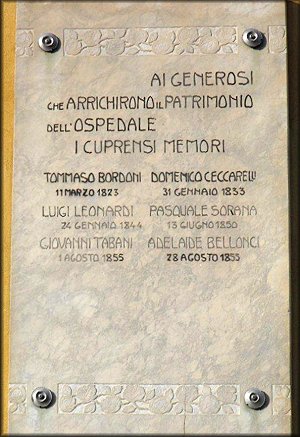 AI GENEROSI
CHE ARRICHIRONO IL PATRIMONIO
DELL'OSPEDALE
I CUPRENSI MEMORI
TOMMASO BORDONI DOMENICO CECCARELLI
11 MARZO 1823 31 GENNAIO 1833
LUIGI LEONARDI PASQUALE SORANA
24 GENNAIO 1844 13 GIUGNO 1850
GIOVANNI TABANI ADELAIDE BELLONCI
1 AGOSTO 1855 28 AGOSTO 1855